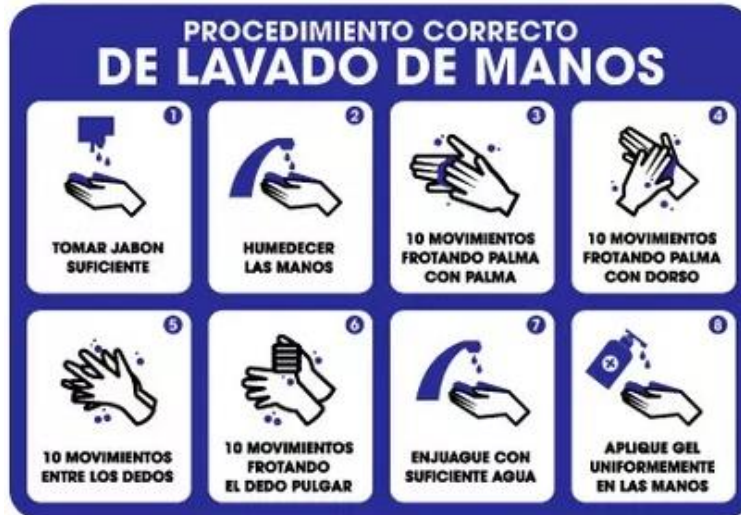 PROCEDIMIENTO CORRECTO
DE LAVADO DE MANOS
1
TOMAR JABON
SUFICIENTE
2
HUMEDECER
LAS MANOS
3
10 MOVIMIENTOS
FROTANDO PALMA
CON PALMA
4
10 MOVIMIENTOS
FROTANDO PALMA
CON DORSO
5
10 MOVIMIENTOS
ENTRE LOS DEDOS
6
10 MOVIMIENTOS
FROTANDO
EL DEDO PULGAR
7
ENJUAGUE CON
SUFICIENTE AGUA
8
APLIQUE GEL
UNIFORMEMENTE
EN LAS MANOS